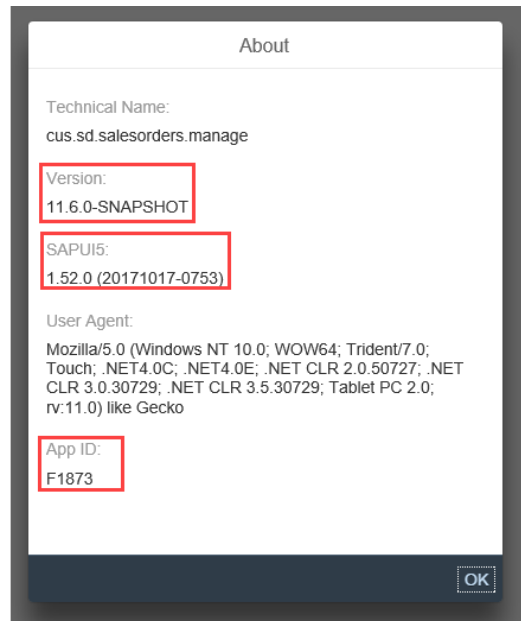 About
Technical Name:
cus.sd.salesorders.manage
Version:
11.6.0-SNAPSHOT
SAPUI5:
1.52.0 (20171017-0753)
User Agent:
Mozilla/5.0 (Windows NT 10.0; WOW64; Trident/7.0;
Touch; .NET4.0C; .NET4.0E; .NET CLR 2.0.50727; .NET
CLR 3.0.30729; .NET CLR 3.5.30729; Tablet PC 2.0;
rv:11.0) like Gecko
App ID:
F1873
OK